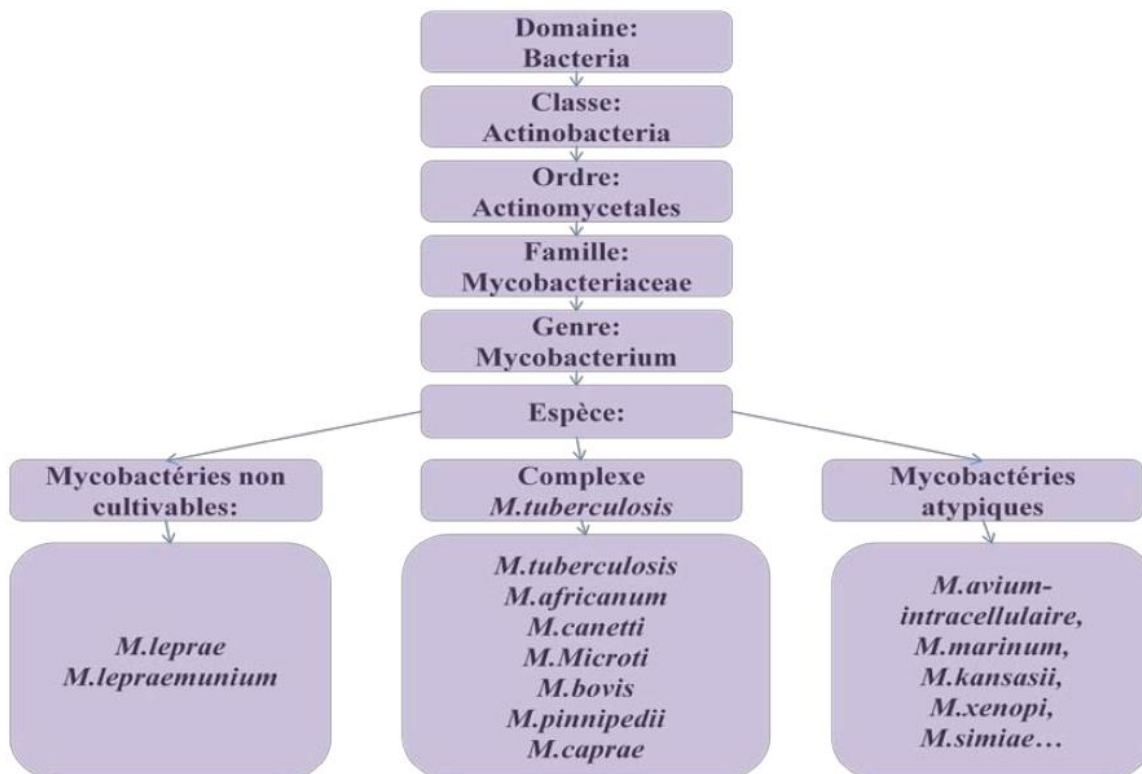 Domaine:
Bacteria
Classe:
Actinobacteria
Ordre:
Actinomycetales
Famille:
Mycobacteriaceae
Genre:
Mycobacterium
Espèce:
Mycobactéries non
cultivables:
M.leprae
M.lepraemunium
Complexe
M.tuberculosis
M.tuberculosis
M.africanum
M.canetti
M.Microti
M.bovis
M.pinnipedii
M.caprae
Mycobactéries
atypiques
M.avium-
intracellulaire,
M.marinum,
M.kansasii,
M.xenopi,
M.simiae…